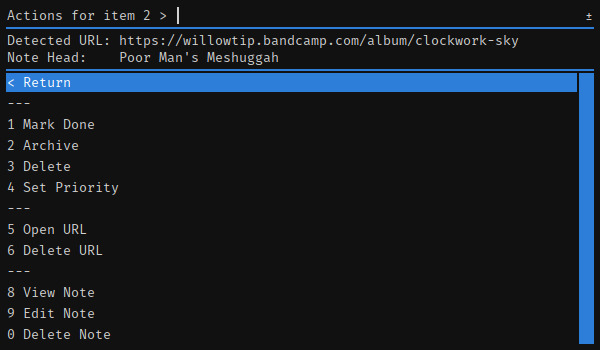 Actions for item 2 > ±
Detected URL: https://willowtip.bandcamp.com/album/clockwork-sky
Note Head:    Poor Man's Meshuggah
< Return
---
1 Mark Done
2 Archive
3 Delete
4 Set Priority
---
5 Open URL
6 Delete URL
---
8 View Note
9 Edit Note
0 Delete Note